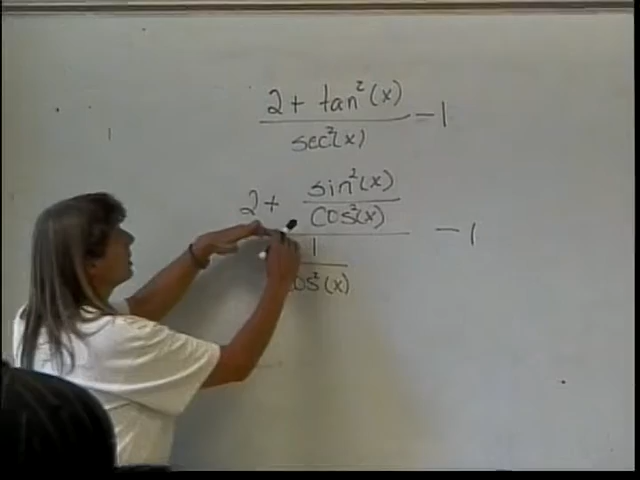 2 + tan²(x)
sec²(x)
- 1
2 + sin²(x)
cos²(x)
- 1
1
cos²(x)